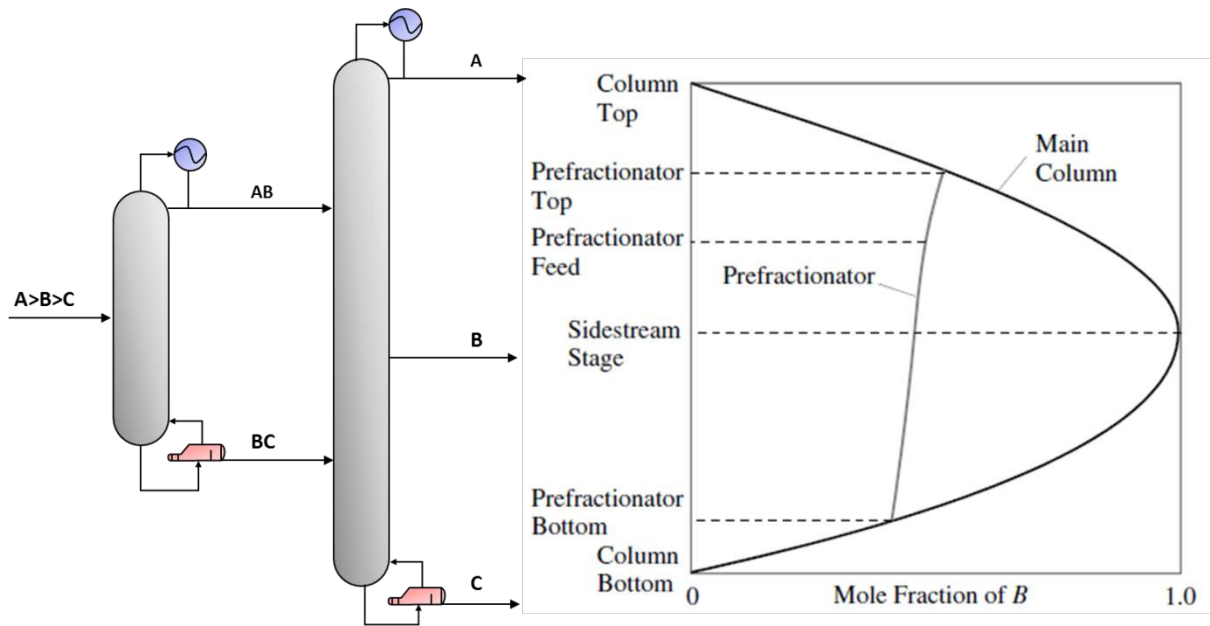 A
AB
A>B>C
B
BC
C
Column
Top
Prefractionator
Top
Prefractionator
Feed
Sidestream
Stage
Prefractionator
Bottom
Column
Bottom
Main
Column
Prefractionator
0
Mole Fraction of B
1.0